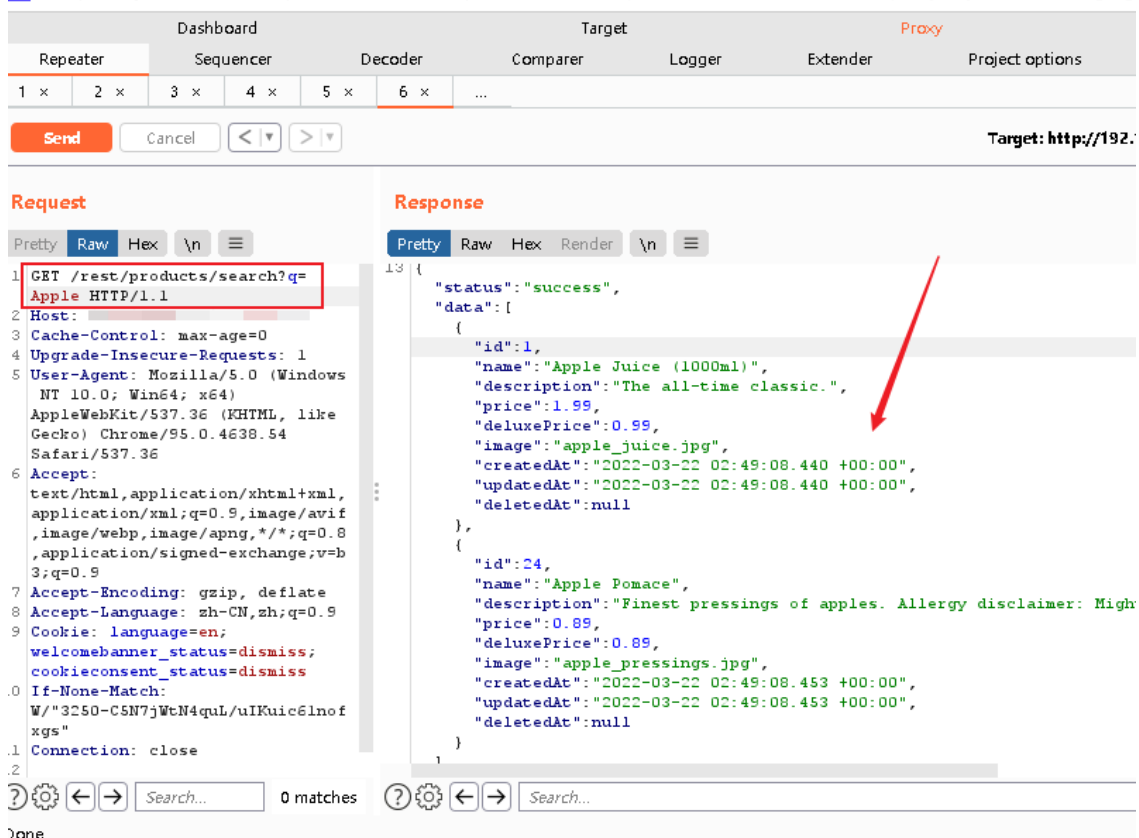 Dashboard Target Proxy
Repeater Sequencer Decoder Comparer Logger Extender Project options
1 × 2 × 3 × 4 × 5 × 6 × ...
Send Cancel < > Target: http://192.
Request
Pretty Raw Hex \n
1 GET /rest/products/search?q=
Apple HTTP/1.1
2 Host:
3 Cache-Control: max-age=0
4 Upgrade-Insecure-Requests: 1
5 User-Agent: Mozilla/5.0 (Windows
NT 10.0; Win64; x64)
AppleWebKit/537.36 (KHTML, like
Gecko) Chrome/95.0.4638.54
Safari/537.36
6 Accept:
text/html,application/xhtml+xml,
application/xml;q=0.9,image/avif
,image/webp,image/apng,*/*;q=0.8
,application/signed-exchange;v=b
3;q=0.9
7 Accept-Encoding: gzip, deflate
8 Accept-Language: zh-CN,zh;q=0.9
9 Cookie: language=en;
welcomebanner_status=dismiss;
cookieconsent_status=dismiss
.0 If-None-Match:
W/"3250-C5N7jWtN4quL/uIKuic6lnof
xgs"
.1 Connection: close
.2
Search... 0 matches
Response
Pretty Raw Hex Render \n
13 {
"status":"success",
"data":[
{
"id":1,
"name":"Apple Juice (1000ml)",
"description":"The all-time classic.",
"price":1.99,
"deluxePrice":0.99,
"image":"apple_juice.jpg",
"createdAt":"2022-03-22 02:49:08.440 +00:00",
"updatedAt":"2022-03-22 02:49:08.440 +00:00",
"deletedAt":null
},
{
"id":24,
"name":"Apple Pomace",
"description":"Finest pressings of apples. Allergy disclaimer: Migh
"price":0.89,
"deluxePrice":0.89,
"image":"apple_pressings.jpg",
"createdAt":"2022-03-22 02:49:08.453 +00:00",
"updatedAt":"2022-03-22 02:49:08.453 +00:00",
"deletedAt":null
}
]
Search...
Done